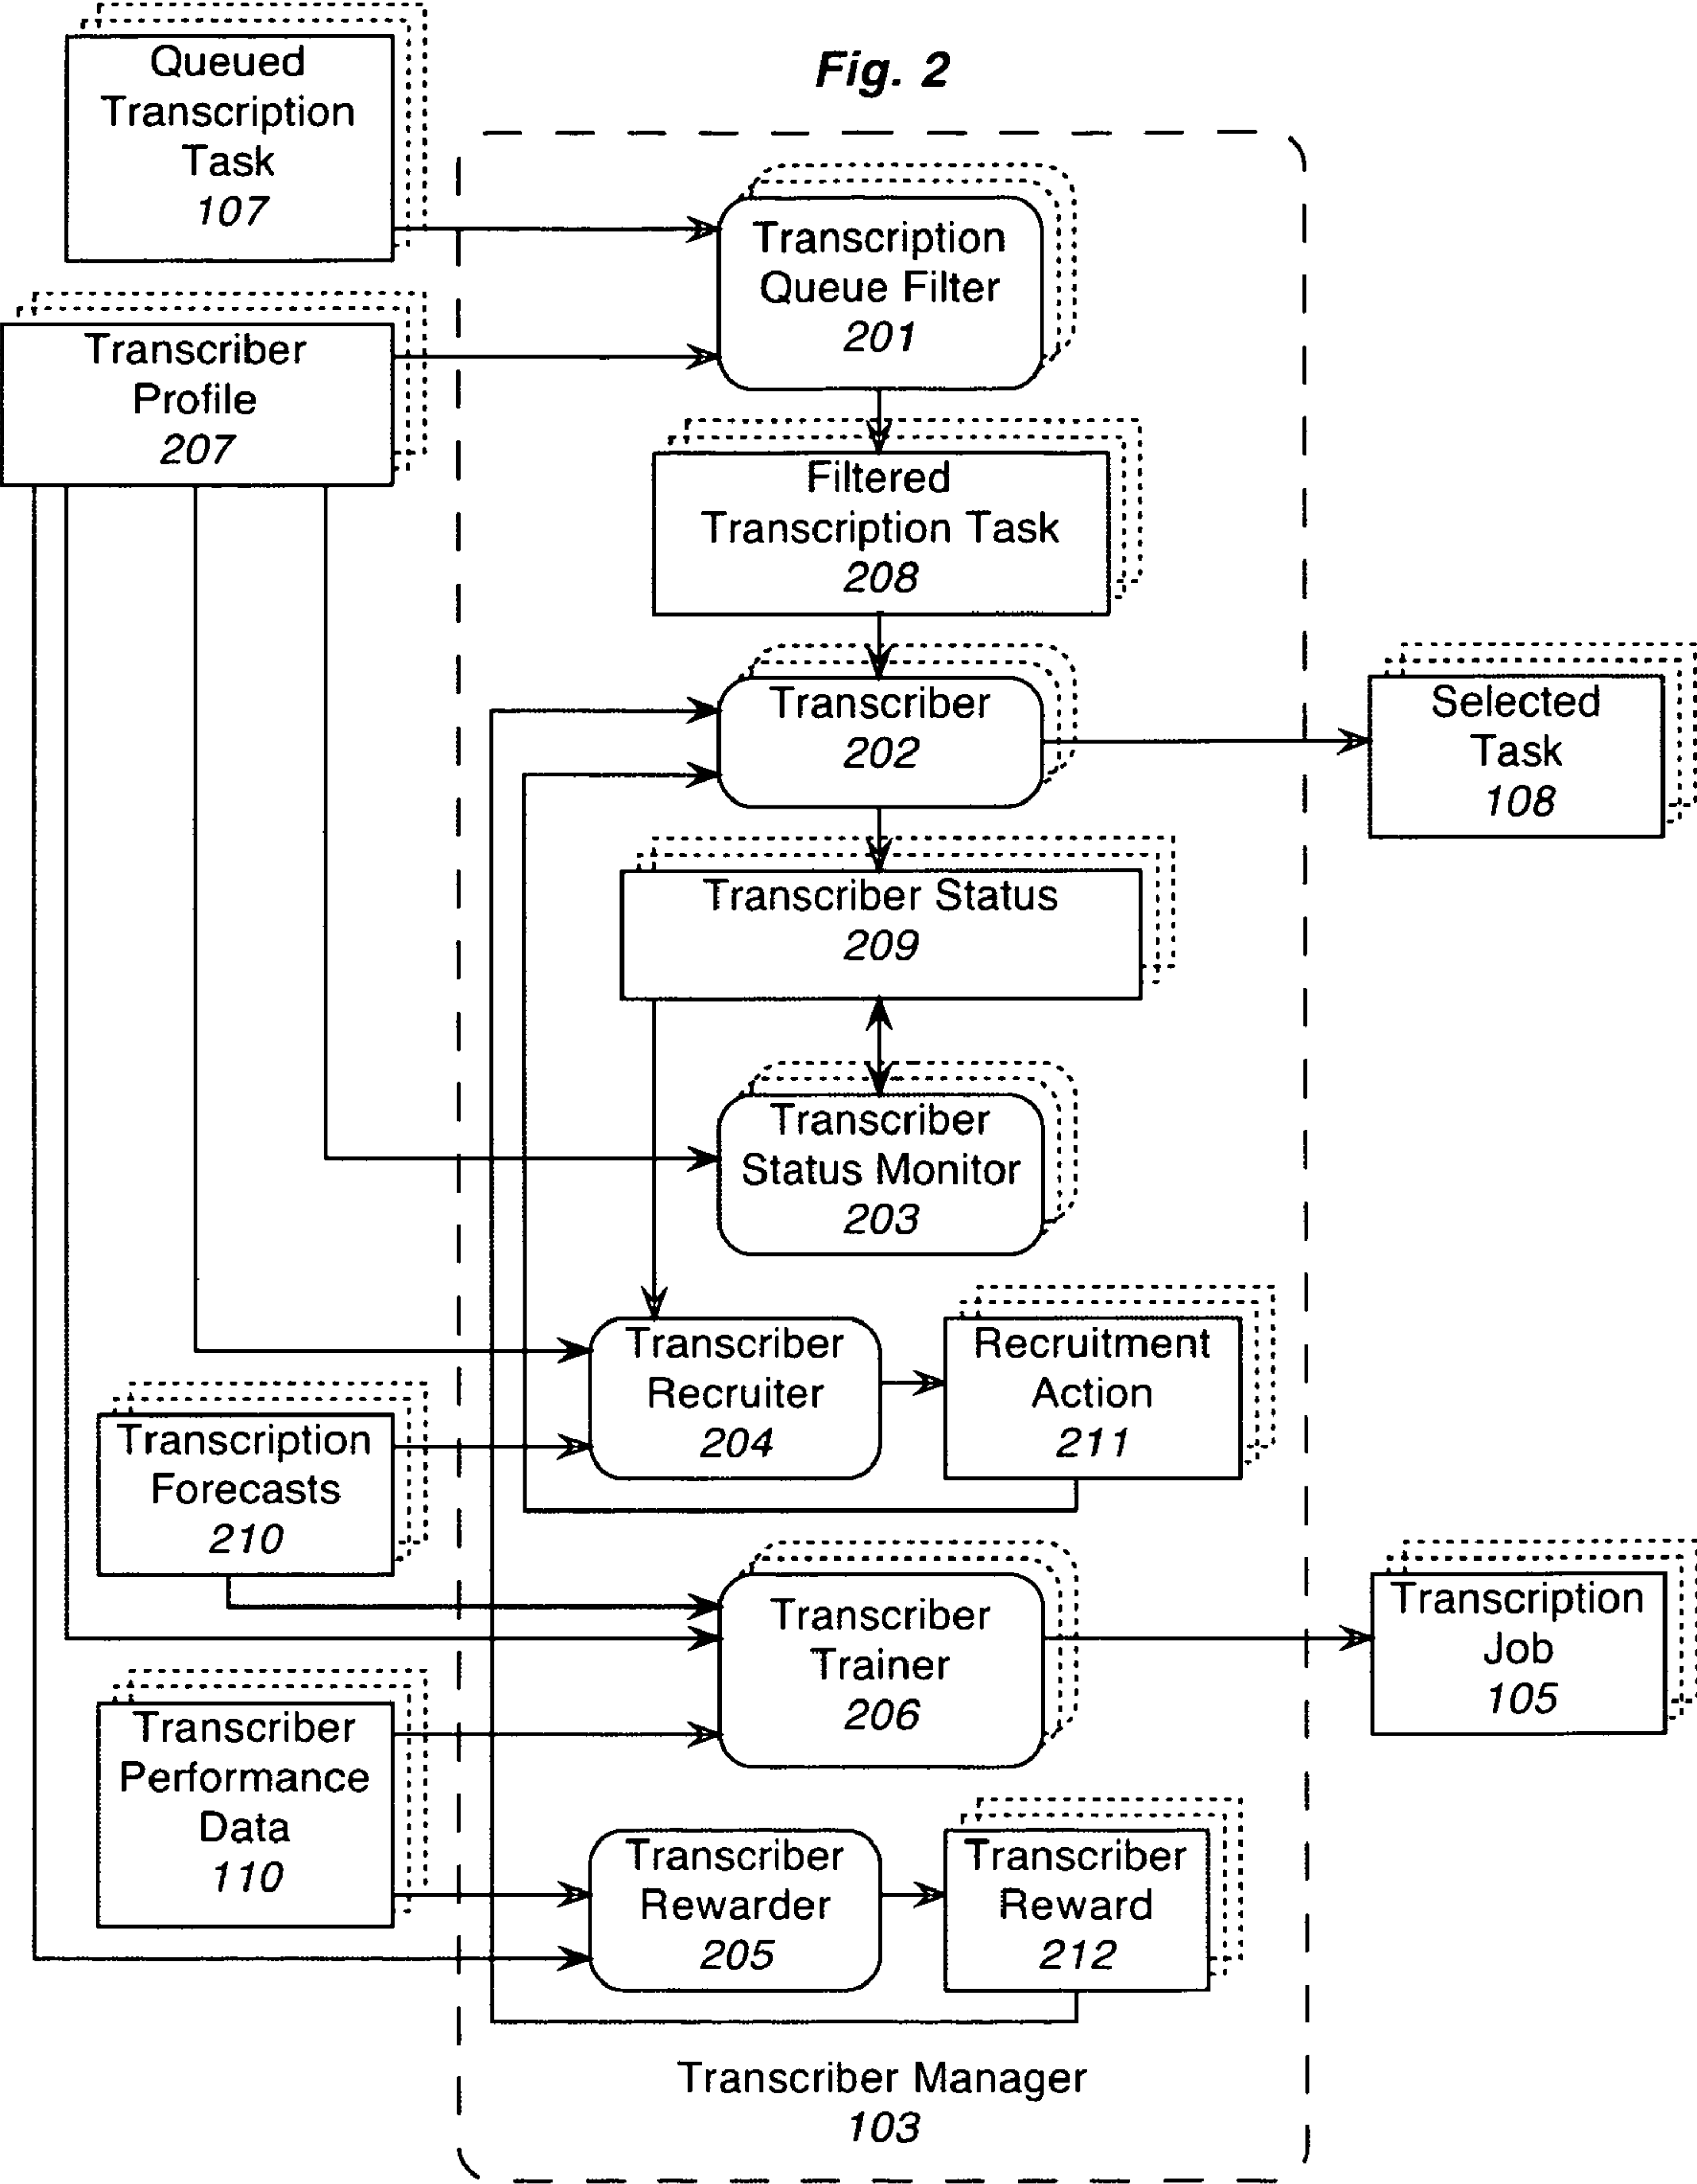 Fig. 2
Queued
Transcription
Task
107
Transcriber
Profile
207
Transcription
Queue Filter
201
Filtered
Transcription Task
208
Transcriber
202
Selected
Task
108
Transcriber Status
209
Transcriber
Status Monitor
203
Transcriber
Recruiter
204
Recruitment
Action
211
Transcription
Forecasts
210
Transcriber
Trainer
206
Transcription
Job
105
Transcriber
Performance
Data
110
Transcriber
Rewarder
205
Transcriber
Reward
212
Transcriber Manager
103